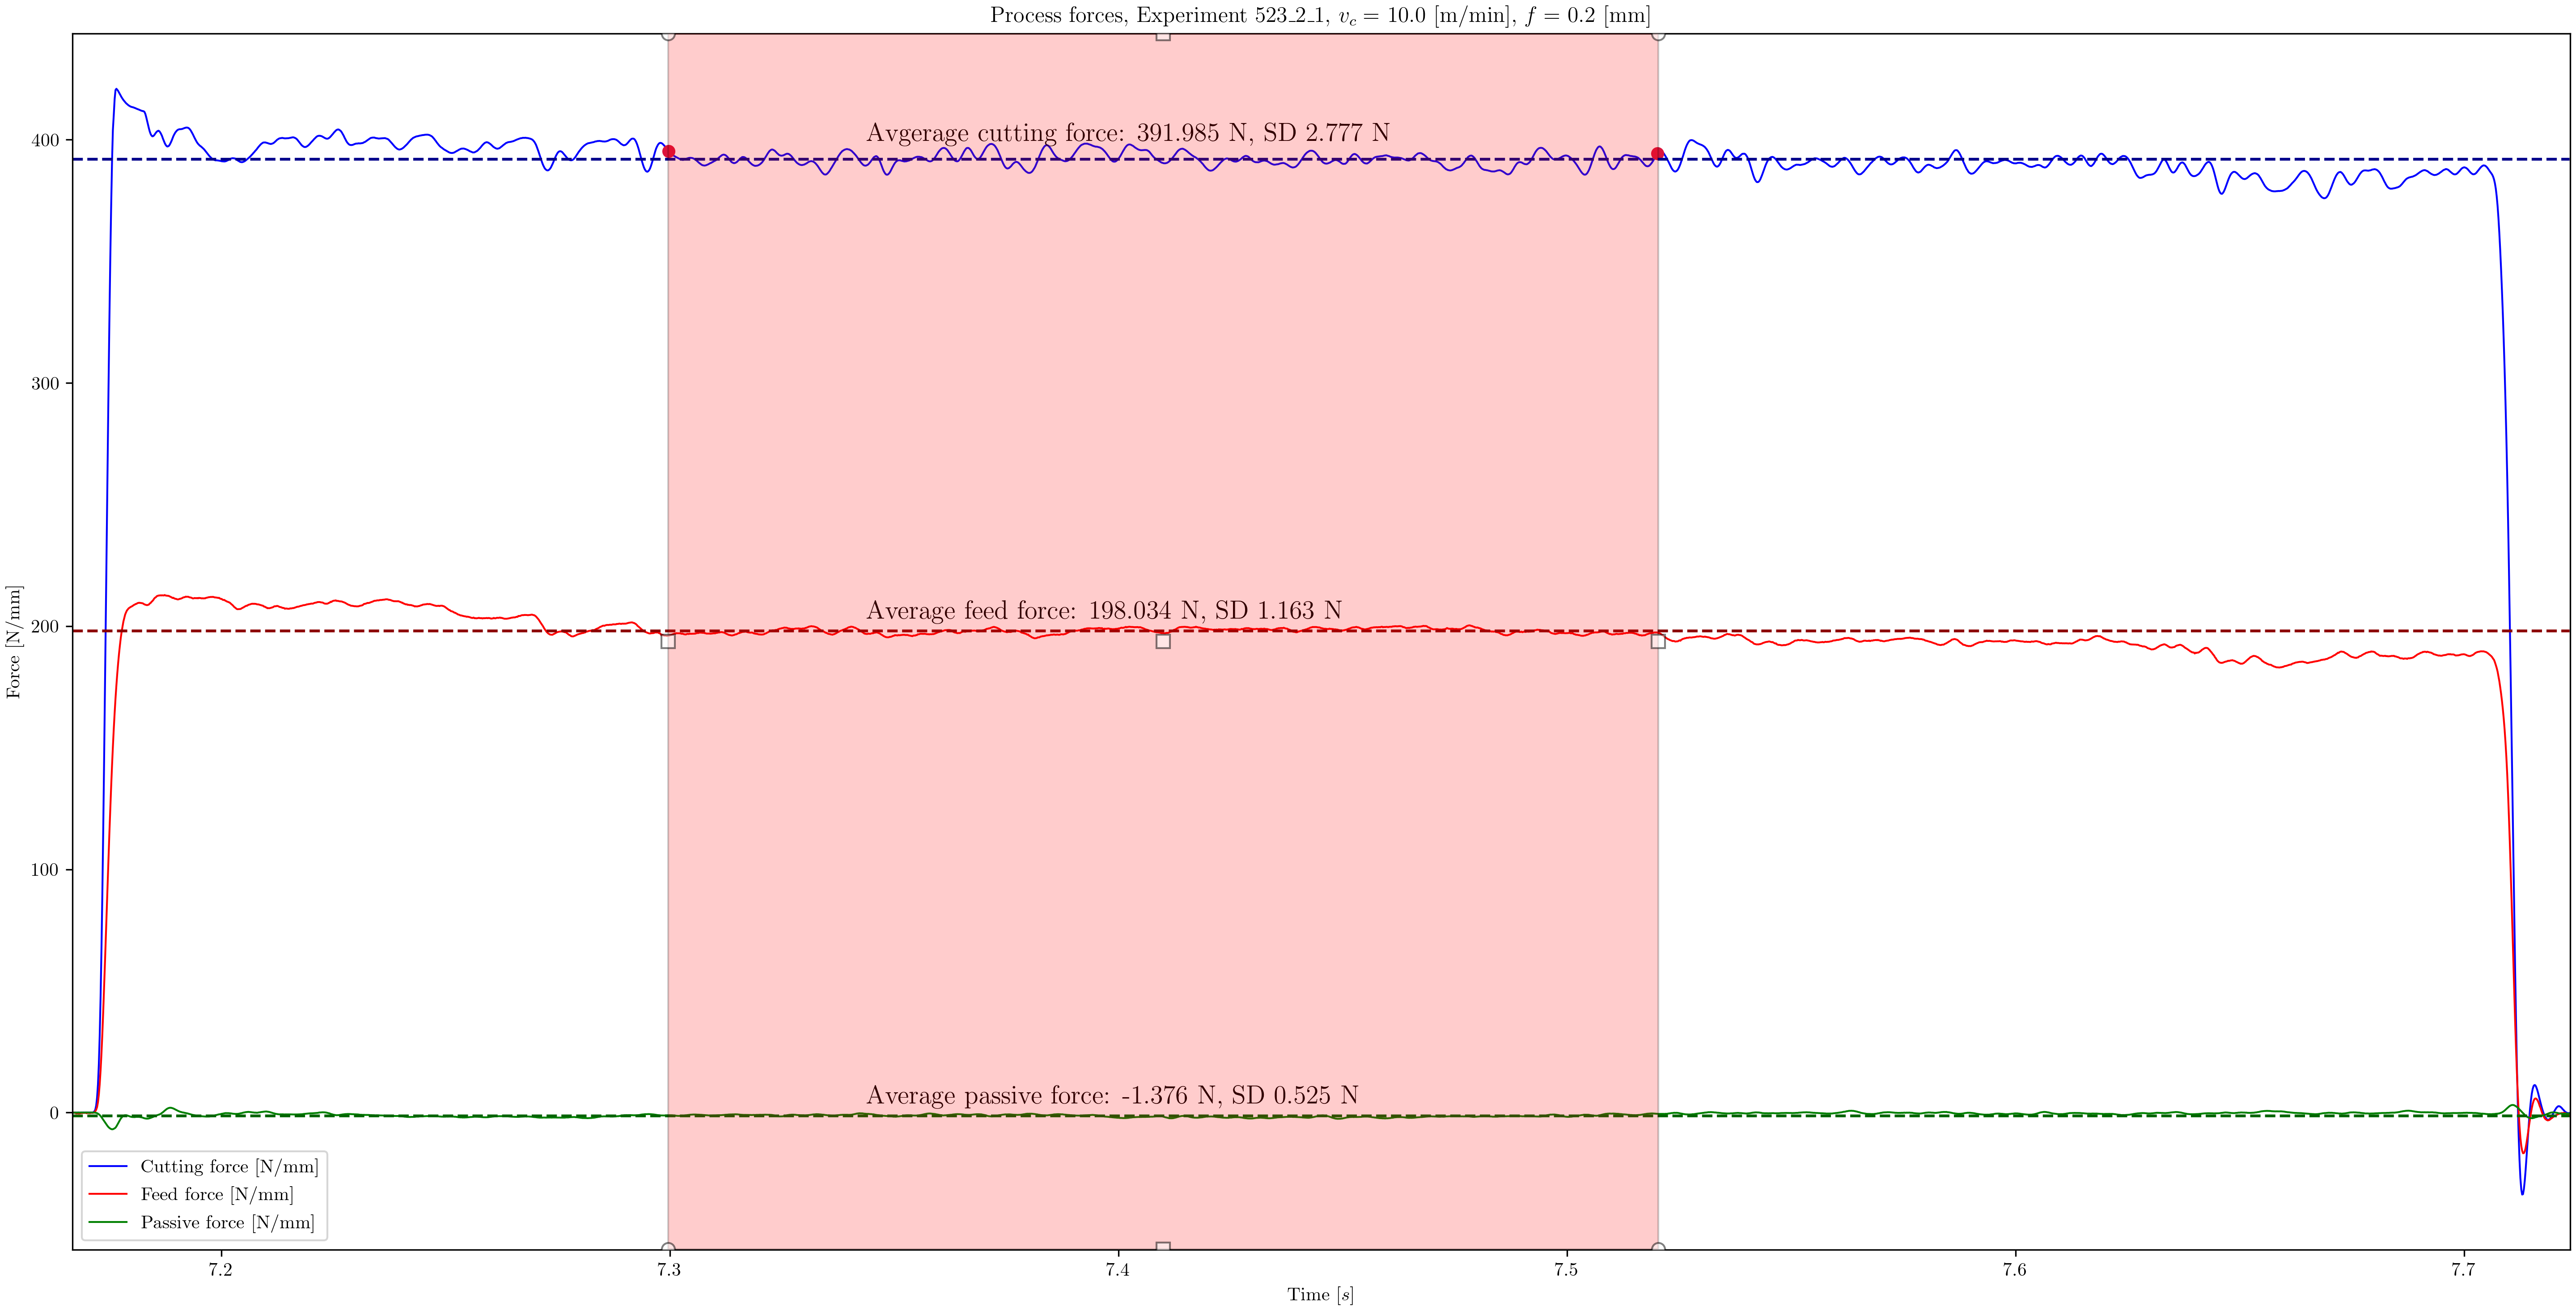 Process forces, Experiment 523_2_1, $v_c$ = 10.0 [m/min], $f$ = 0.2 [mm]
Avgerage cutting force: 391.985 N, SD 2.777 N
Average feed force: 198.034 N, SD 1.163 N
Average passive force: -1.376 N, SD 0.525 N
Force [N/mm]
400
300
200
100
0
Cutting force [N/mm]
Feed force [N/mm]
Passive force [N/mm]
7.2 7.3 7.4 7.5 7.6 7.7
Time [s]